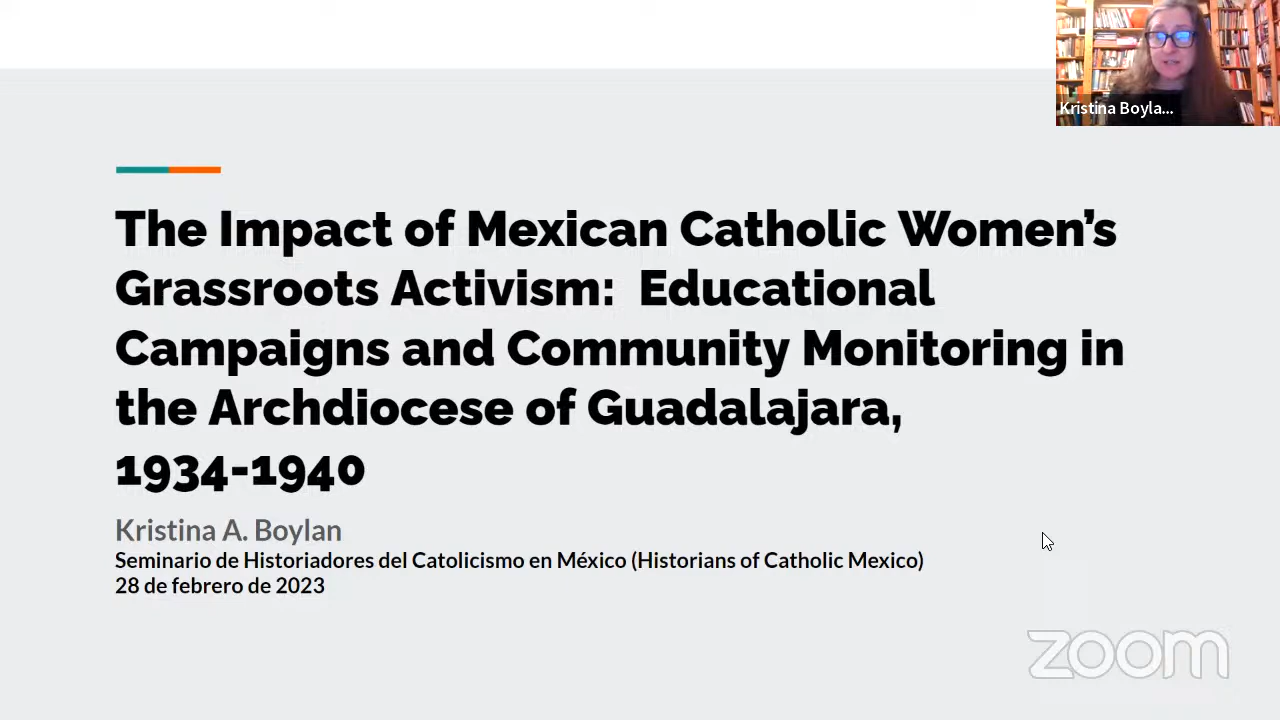 Kristina Boyla...
The Impact of Mexican Catholic Women’s
Grassroots Activism:  Educational
Campaigns and Community Monitoring in
the Archdiocese of Guadalajara,
1934-1940
Kristina A. Boylan
Seminario de Historiadores del Catolicismo en México (Historians of Catholic Mexico)
28 de febrero de 2023
zoom